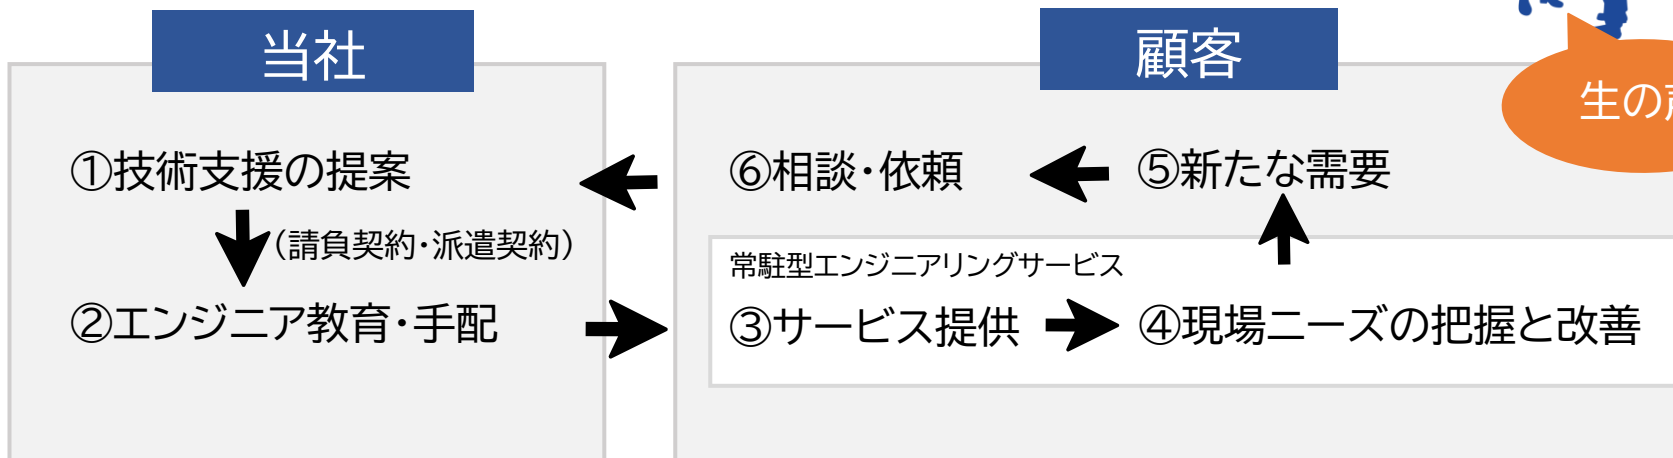 当社
顧客
生の
①技術支援の提案
⑥相談・依頼
⑤新たな需要
(請負契約・派遣契約)
常駐型エンジニアリングサービス
②エンジニア教育・手配
③サービス提供
④現場ニーズの把握と改善